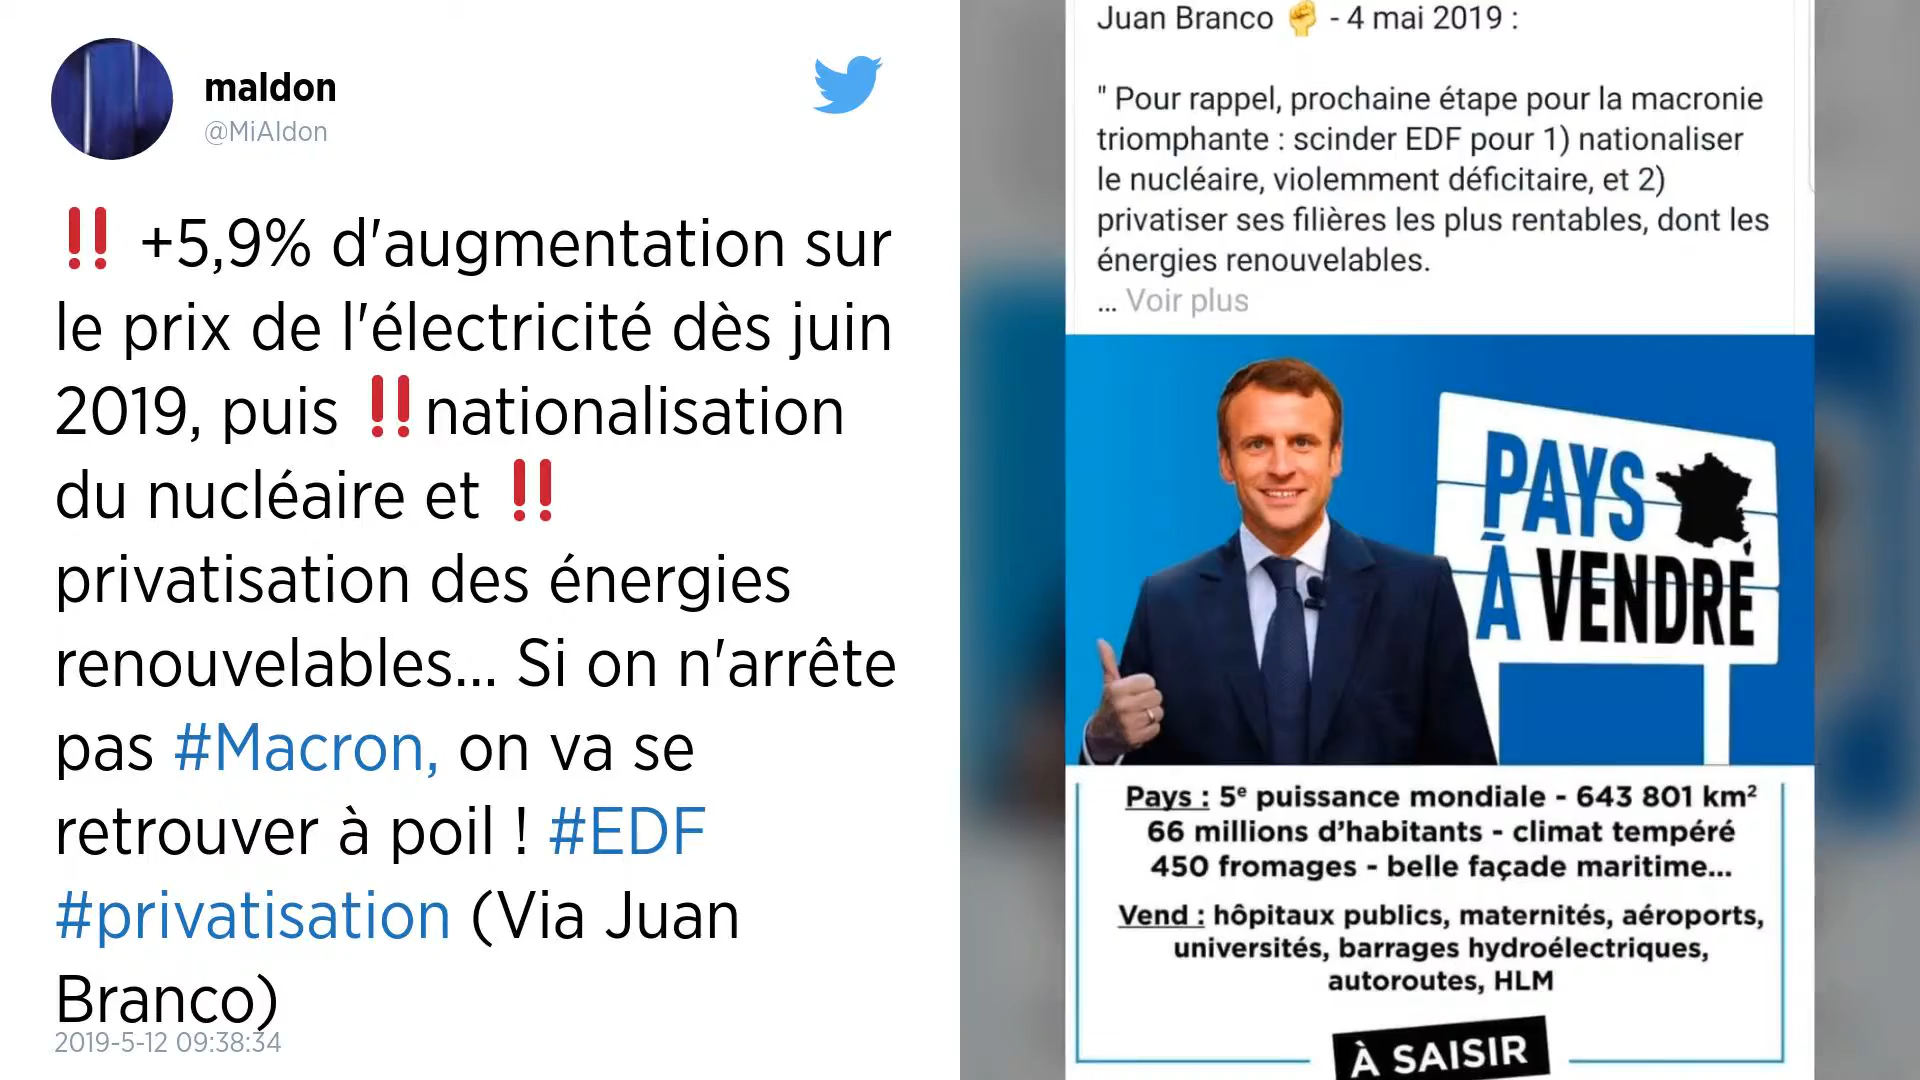 maldon
@MiAldon
‼️ +5,9% d'augmentation sur
le prix de l'électricité dès juin
2019, puis ‼️nationalisation
du nucléaire et ‼️
privatisation des énergies
renouvelables... Si on n'arrête
pas #Macron, on va se
retrouver à poil ! #EDF
#privatisation (Via Juan
Branco)
2019-5-12 09:38:34
Juan Branco ✊ - 4 mai 2019 :
" Pour rappel, prochaine étape pour la macronie
triomphante : scinder EDF pour 1) nationaliser
le nucléaire, violemment déficitaire, et 2)
privatiser ses filières les plus rentables, dont les
énergies renouvelables.
... Voir plus
PAYS
À VENDRE
Pays : 5e puissance mondiale - 643 801 km²
66 millions d'habitants - climat tempéré
450 fromages - belle façade maritime...
Vend : hôpitaux publics, maternités, aéroports,
universités, barrages hydroélectriques,
autoroutes, HLM
À SAISIR